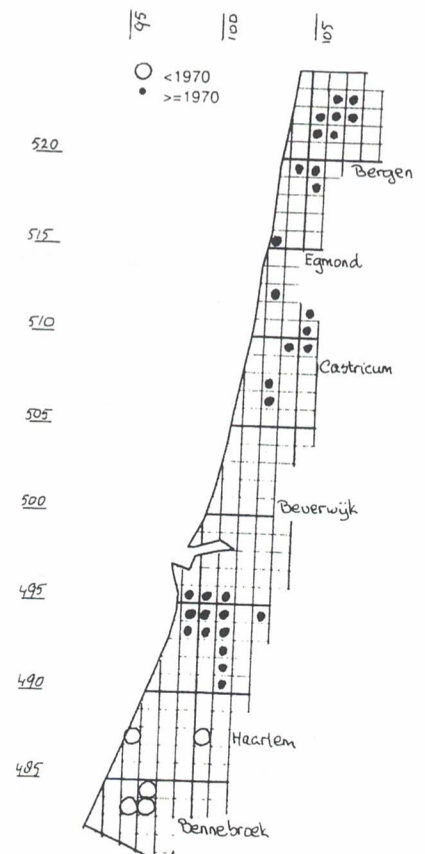 95 100 105
<1970
>=1970
520
Bergen
515
Egmond
510
Castricum
505
500
Beverwijk
495
490
Haarlem
485
Bennebroek